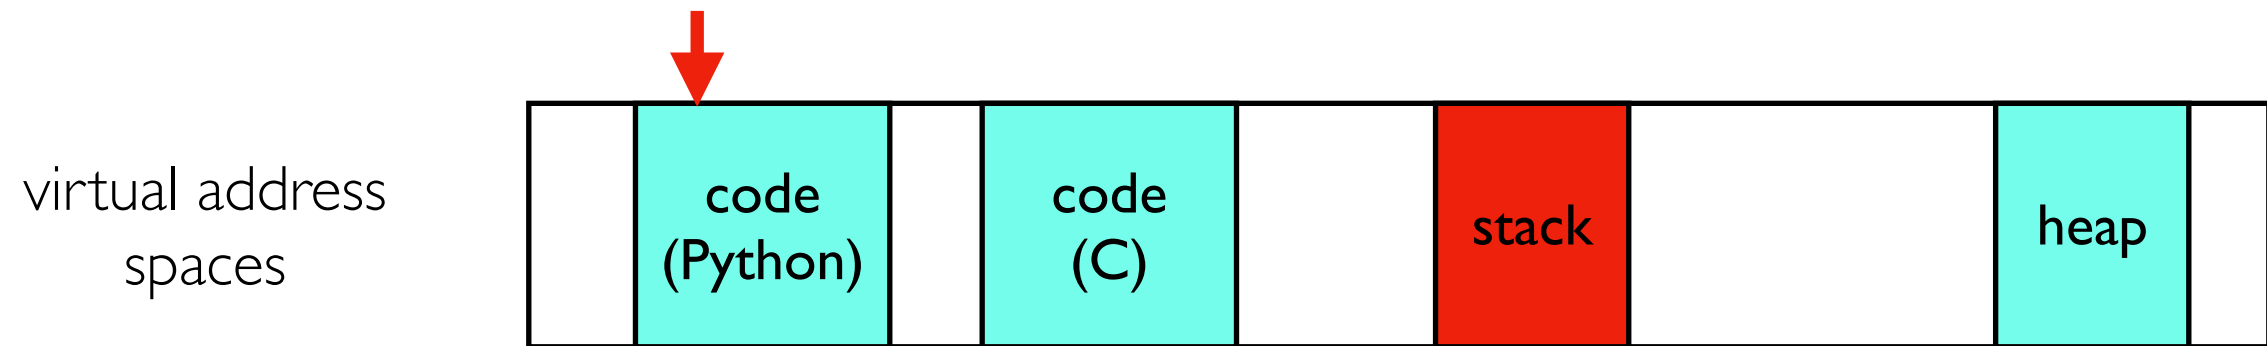 virtual address
spaces
code
(Python)
code
(C)
stack
heap